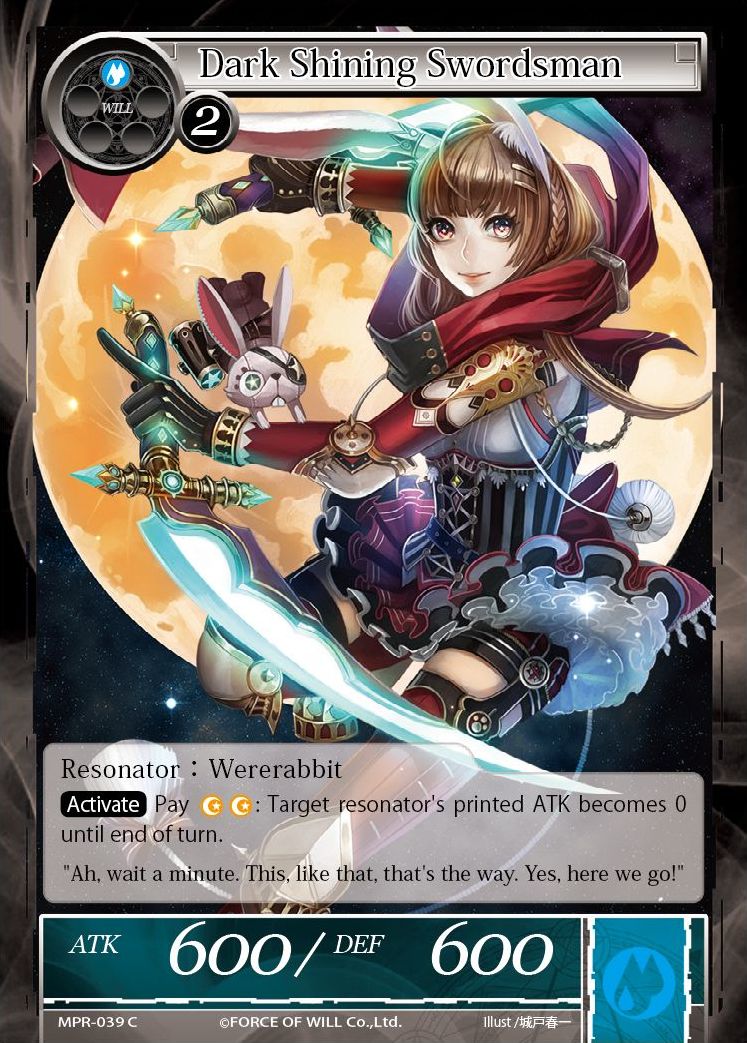 Dark Shining Swordsman
WILL
2
Resonator : Wererabbit
Activate Pay : Target resonator's printed ATK becomes 0
until end of turn.
"Ah, wait a minute. This, like that, that's the way. Yes, here we go!"
ATK 600 / DEF 600
MPR-039 C ©FORCE OF WILL Co.,Ltd. Illust /城戸春一